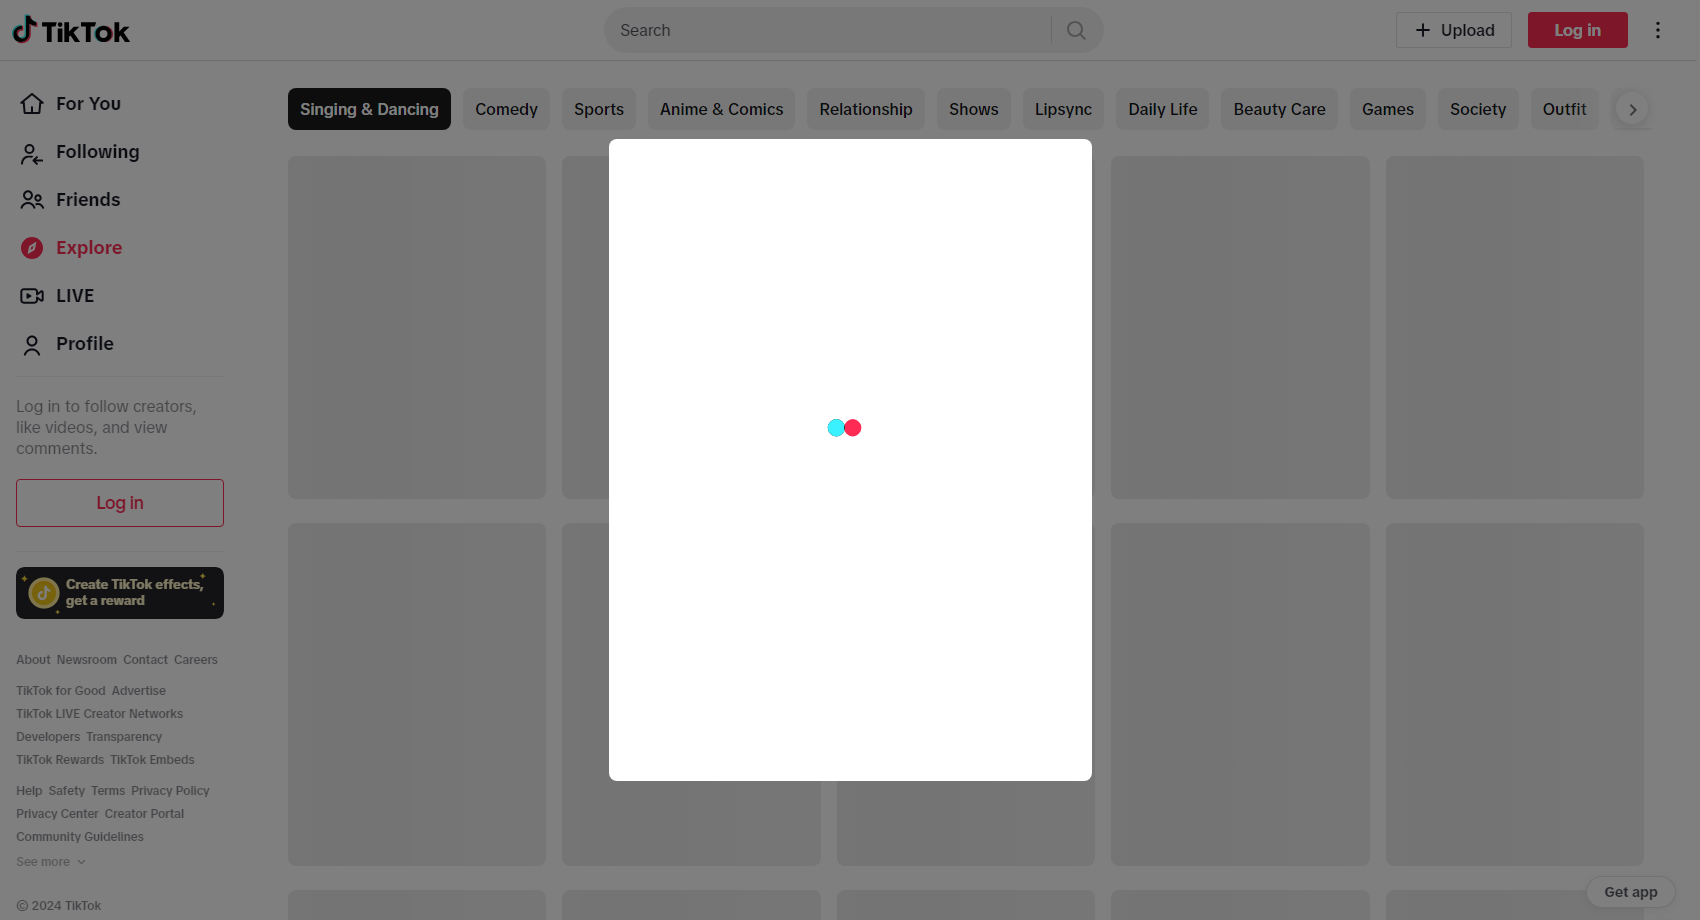 TikTok
Search
Upload
Log in
For You
Following
Friends
Explore
LIVE
Profile
Log in to follow creators,
like videos, and view
comments.
Log in
Create TikTok effects,
get a reward
About Newsroom Contact Careers
TikTok for Good Advertise
TikTok LIVE Creator Networks
Developers Transparency
TikTok Rewards TikTok Embeds
Help Safety Terms Privacy Policy
Privacy Center Creator Portal
Community Guidelines
See more
© 2024 TikTok
Singing & Dancing Comedy Sports Anime & Comics Relationship Shows Lipsync Daily Life Beauty Care Games Society Outfit
Get app